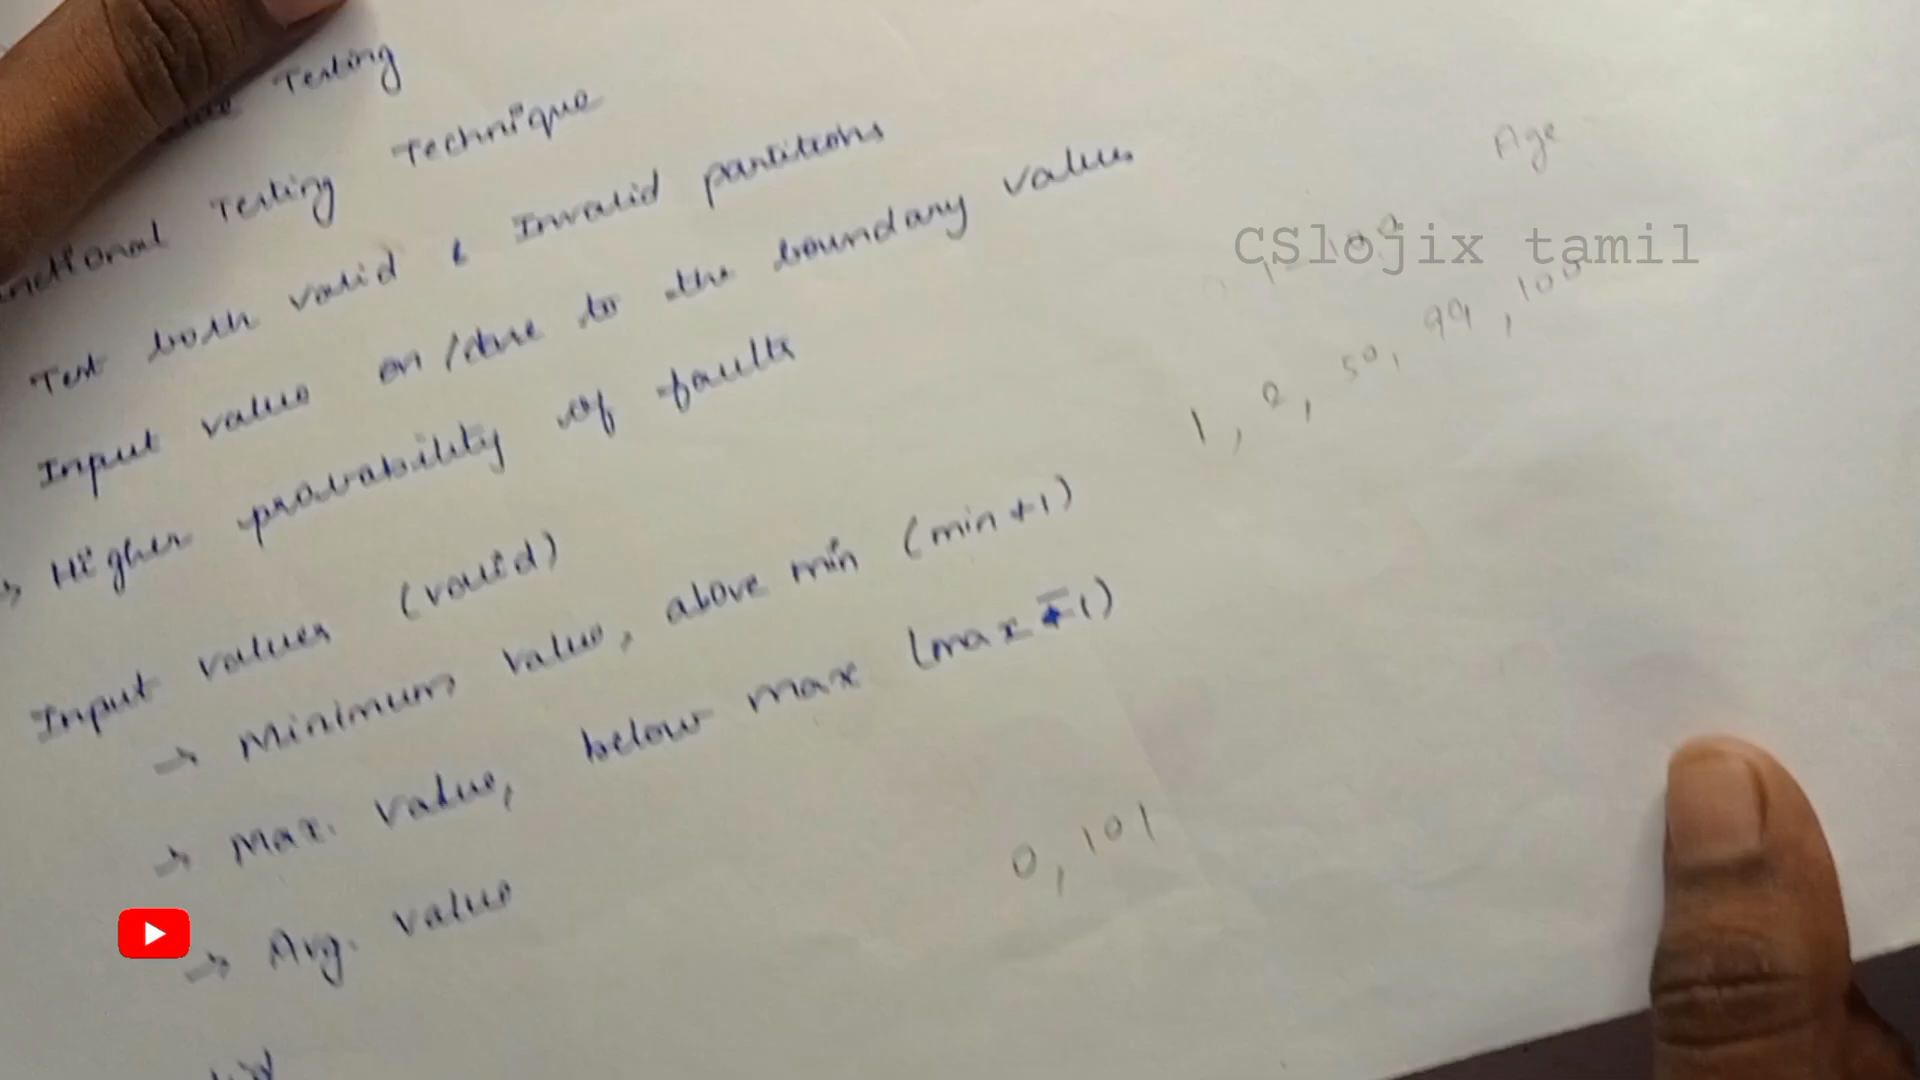 Testing
Testing Technique
Test both valid & Invalid partitions
Input value on / to the boundary values
→ Higher probability of faults
Input values (valid)
→ Minimum value, above min (min+1)
→ Max. value, below max (max-1)
→ Avg. value
Age
1 - 100
1, 2, 50, 99, 100
0, 101
CSlojix tamil